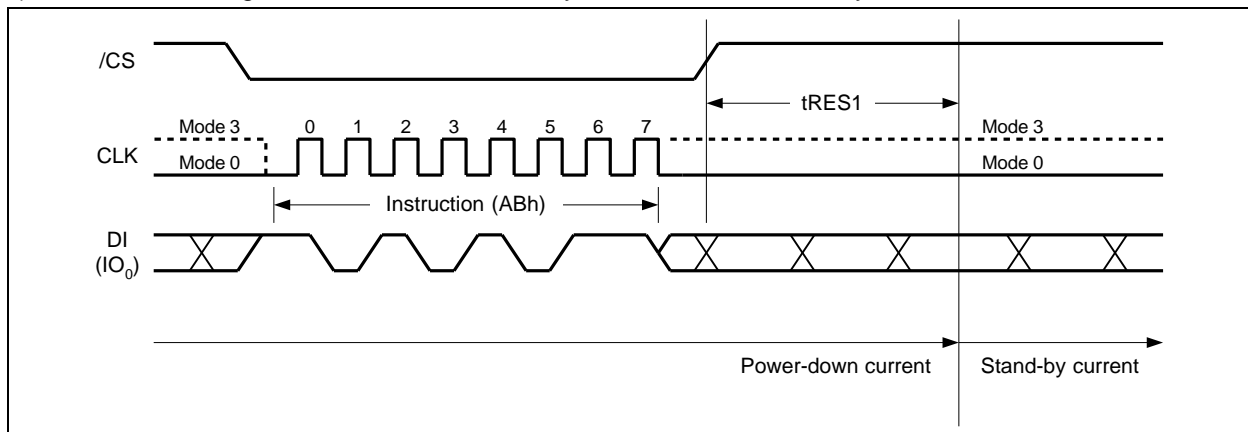 /CS
tRES1
Mode 3
0 1 2 3 4 5 6 7
Mode 3
CLK
Mode 0
Mode 0
Instruction (ABh)
DI
(IO0)
Power-down current
Stand-by current